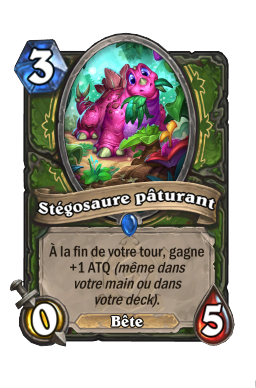 3
Stégosaure pâturant
À la fin de votre tour, gagne
+1 ATQ (même dans
votre main ou dans
votre deck).
0
Bête
5